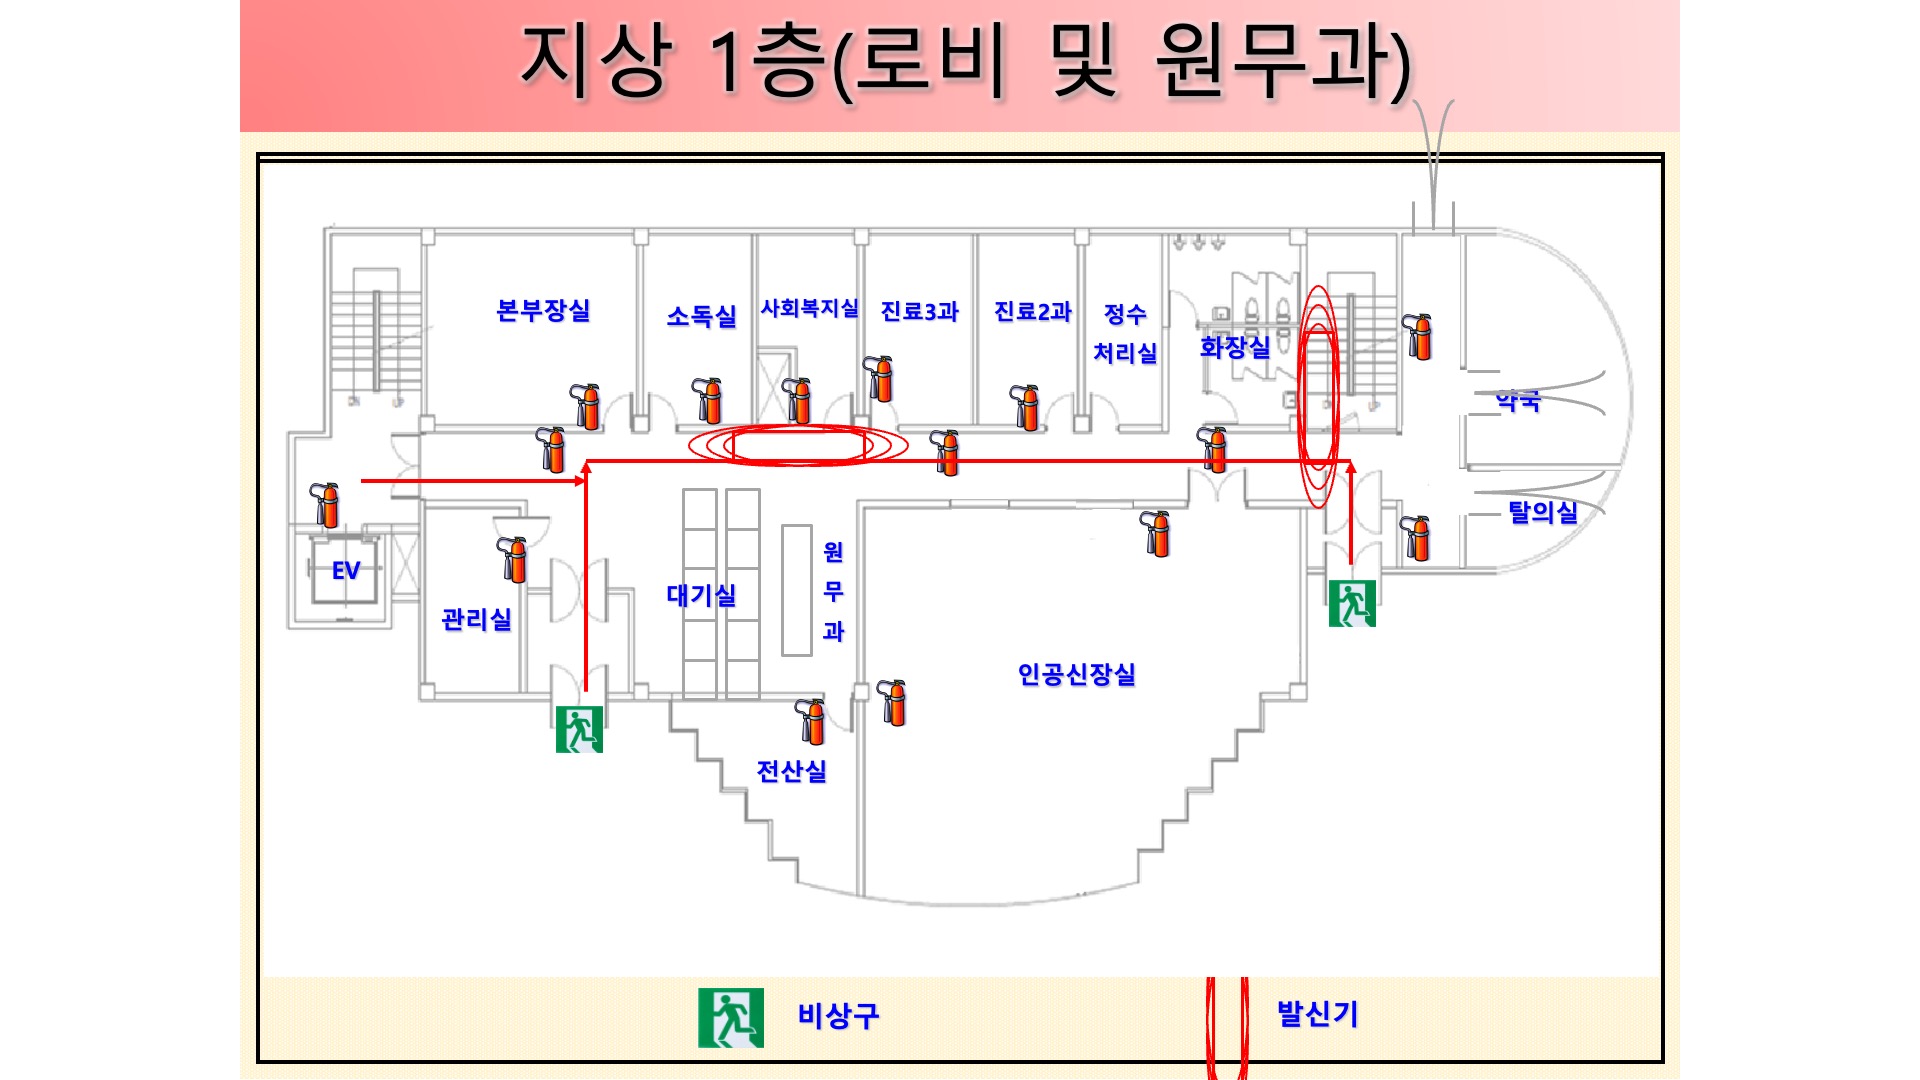 지상 1층(로비 및 원무과)
본부장실
소독실
사회복지실
진료3과
진료2과
정수
처리실
화장실
약국
탈의실
EV
관리실
대기실
원
무
과
인공신장실
전산실
비상구
발신기